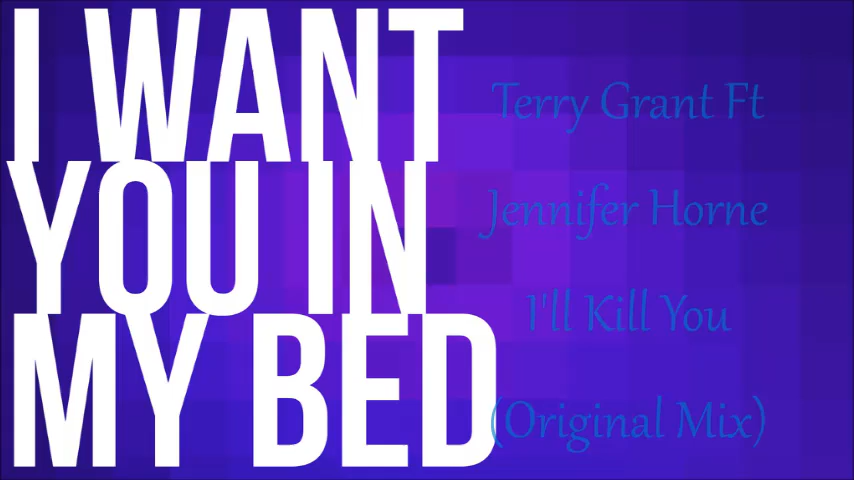 I WANT
YOU IN
MY BED
Terry Grant Ft
Jennifer Horne
I'll Kill You
(Original Mix)